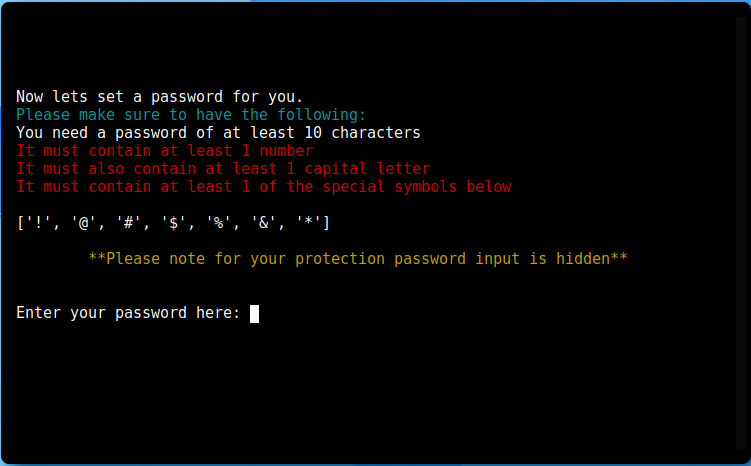 Now lets set a password for you.
Please make sure to have the following:
You need a password of at least 10 characters
It must contain at least 1 number
It must also contain at least 1 capital letter
It must contain at least 1 of the special symbols below
['!', '@', '#', '$', '%', '&', '*']
**Please note for your protection password input is hidden**
Enter your password here: